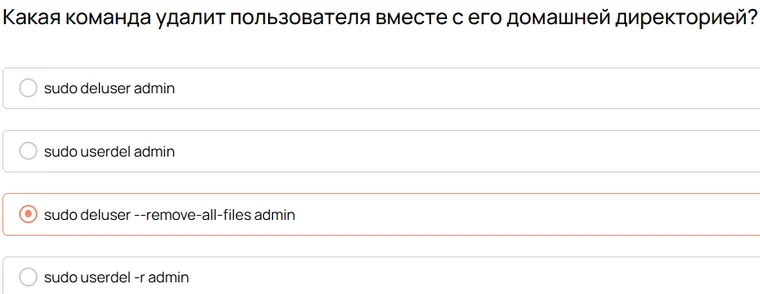 Какая команда удалит пользователя вместе с его домашней директорией?
sudo deluser admin
sudo userdel admin
sudo deluser --remove-all-files admin
sudo userdel -r admin